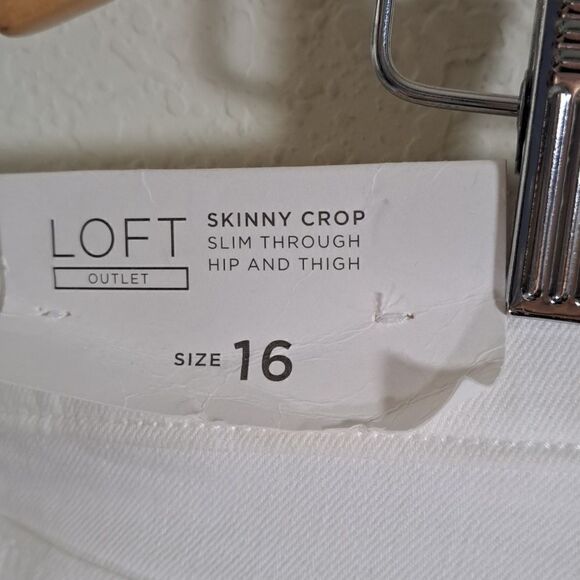 LOFT
OUTLET
SKINNY CROP
SLIM THROUGH
HIP AND THIGH
SIZE 16